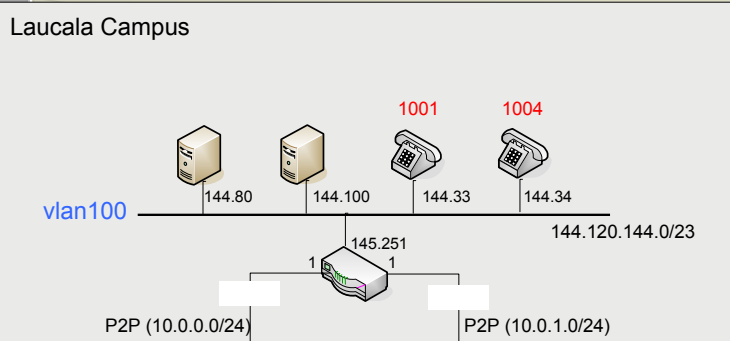 Laucala Campus
1001 1004
144.80 144.100 144.33 144.34
vlan100
144.120.144.0/23
145.251
1 1
P2P (10.0.0.0/24) P2P (10.0.1.0/24)